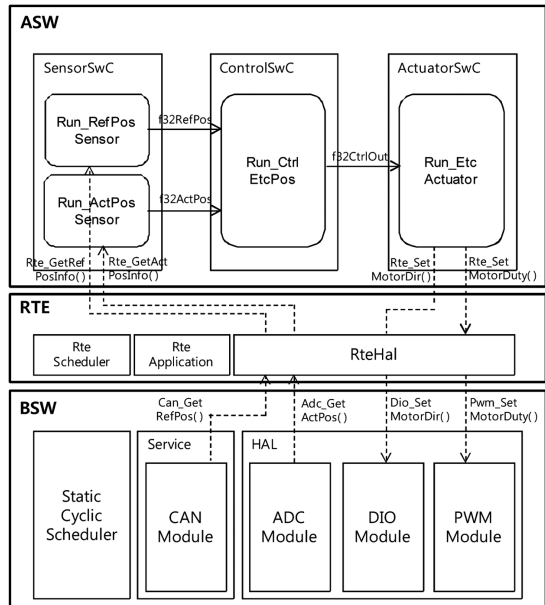 ASW
SensorSwC
ControlSwC
ActuatorSwC
Run_RefPos
Sensor
f32RefPos
Run_Ctrl
EtcPos
f32CtrlOut
Run_Etc
Actuator
Run_ActPos
Sensor
f32ActPos
Rte_GetRef
PosInfo()
Rte_GetAct
PosInfo()
Rte_Set
MotorDir()
Rte_Set
MotorDuty()
RTE
Rte
Scheduler
Rte
Application
RteHal
Can_Get
RefPos()
Adc_Get
ActPos()
Dio_Set
MotorDir()
Pwm_Set
MotorDuty()
BSW
Service
HAL
Static
Cyclic
Scheduler
CAN
Module
ADC
Module
DIO
Module
PWM
Module